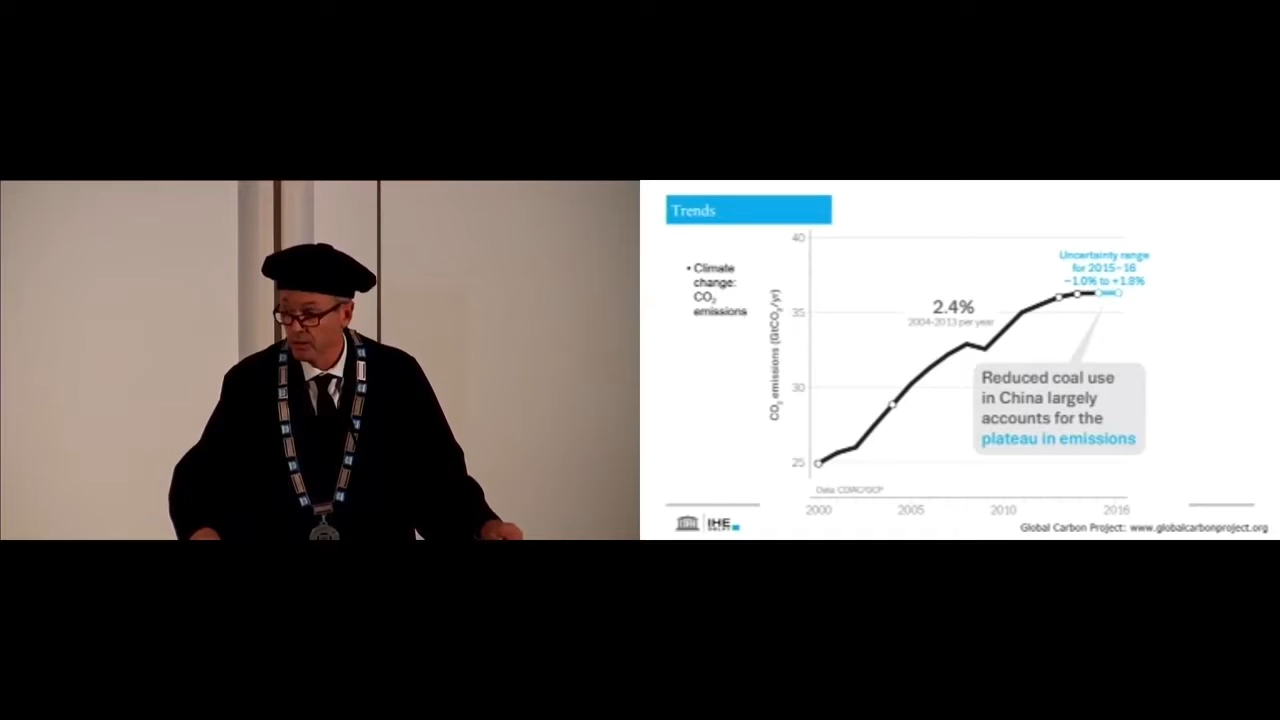 Trends
• Climate
change:
CO₂
emissions
CO₂ emissions (GtCO₂/yr)
40
35
30
25
2.4%
2004-2013 per year
Uncertainty range
for 2015-16
-1.0% to +1.8%
Reduced coal use
in China largely
accounts for the
plateau in emissions
Data: CDIAC/GCP
2000
2005
2010
2016
IHE
DELFT
Global Carbon Project: www.globalcarbonproject.org